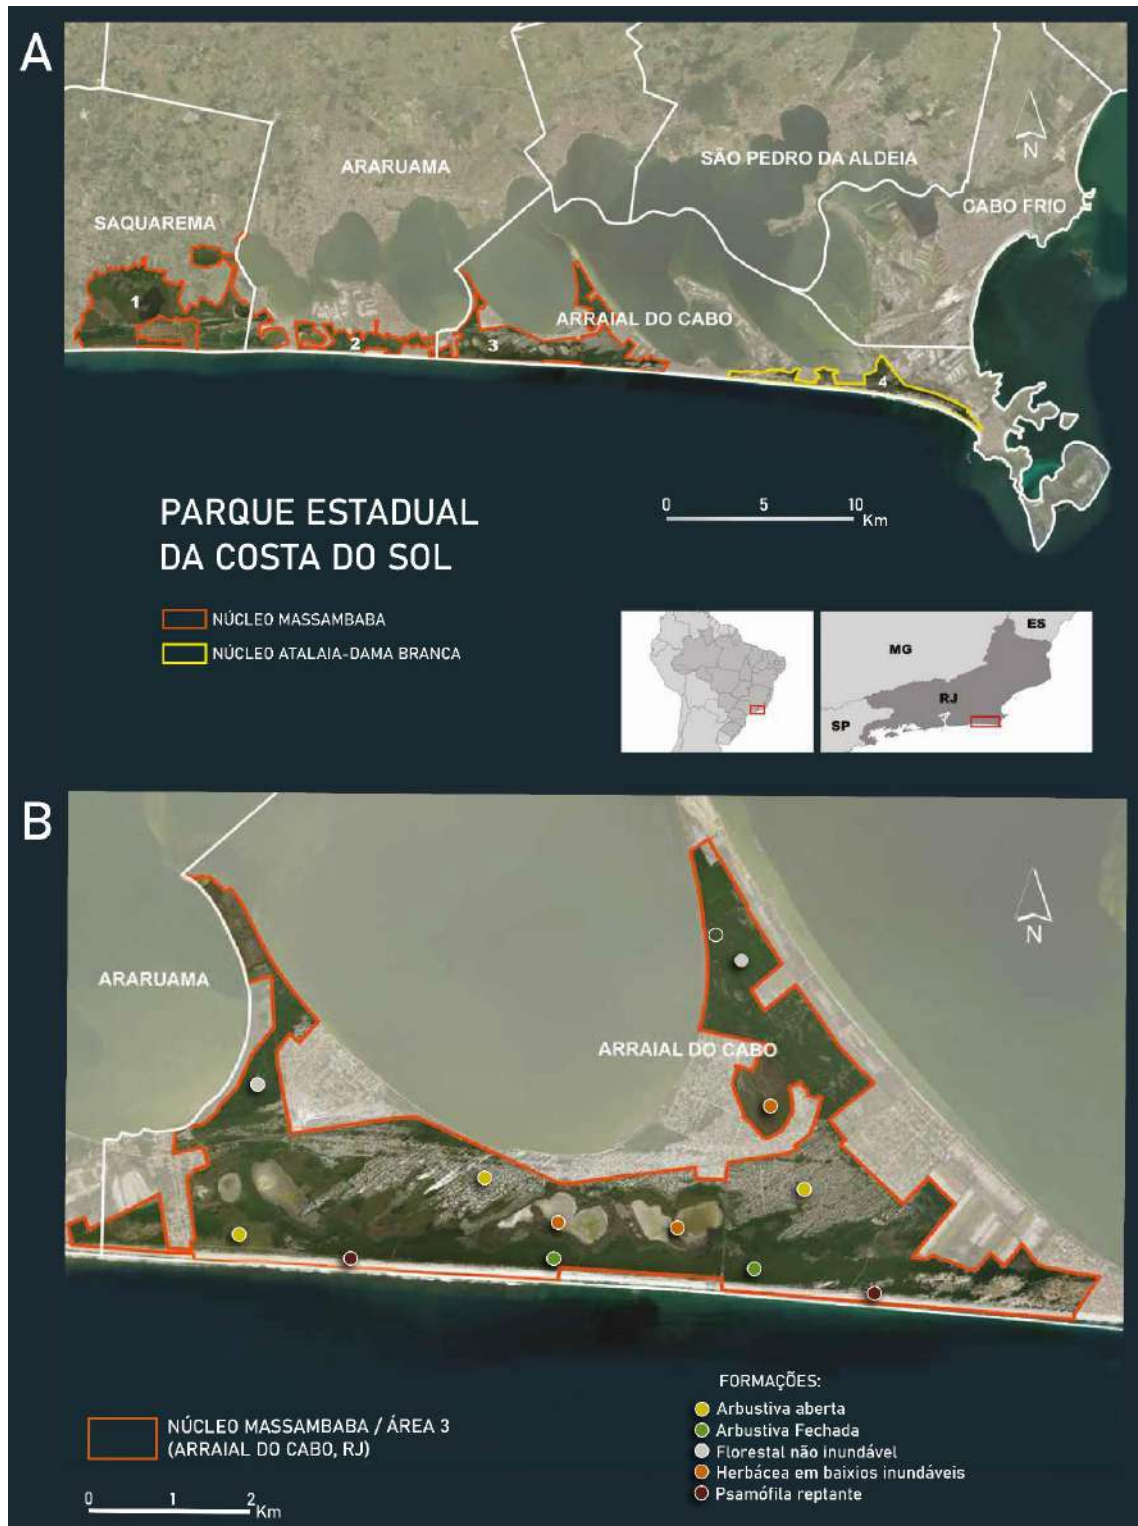 A
ARARUAMA
SÃO PEDRO DA ALDEIA
N
CABO FRIO
SAQUAREMA
1
ARRAIAL DO CABO
2
3
4
PARQUE ESTADUAL
DA COSTA DO SOL
0 5 10
Km
NÚCLEO MASSAMBABA
NÚCLEO ATALAIA-DAMA BRANCA
ES
MG
RJ
SP
B
N
ARARUAMA
ARRAIAL DO CABO
FORMAÇÕES:
Arbustiva aberta
Arbustiva Fechada
Florestal não inundável
Herbácea em baixios inundáveis
Psamófila reptante
NÚCLEO MASSAMBABA / ÁREA 3
(ARRAIAL DO CABO, RJ)
0 1 2
Km